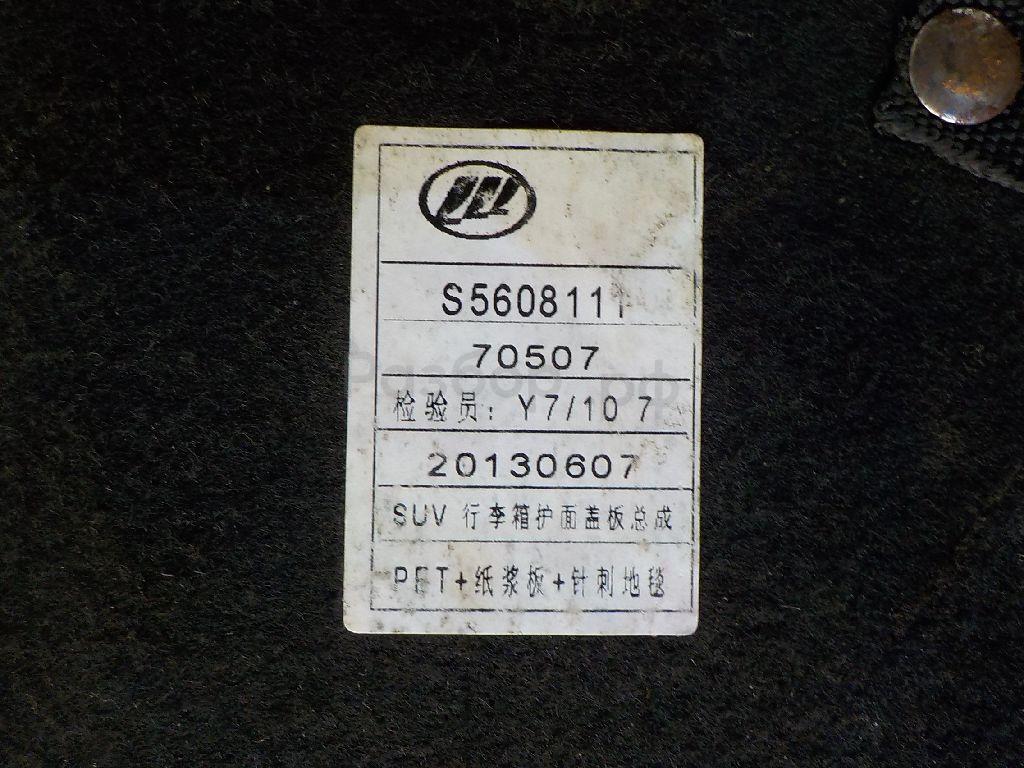 S5608111
70507
检验员: Y7/10 7
20130607
SUV 行李箱护面盖板总成
PET+纸浆板+针刺地毯